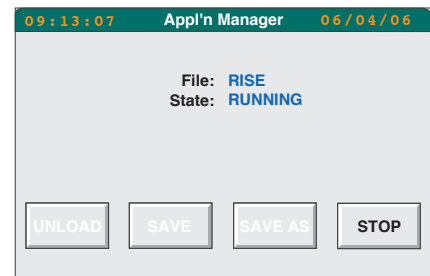 09:13:07 Appl'n Manager 06/04/06
File: RISE
State: RUNNING
UNLOAD SAVE SAVE AS STOP